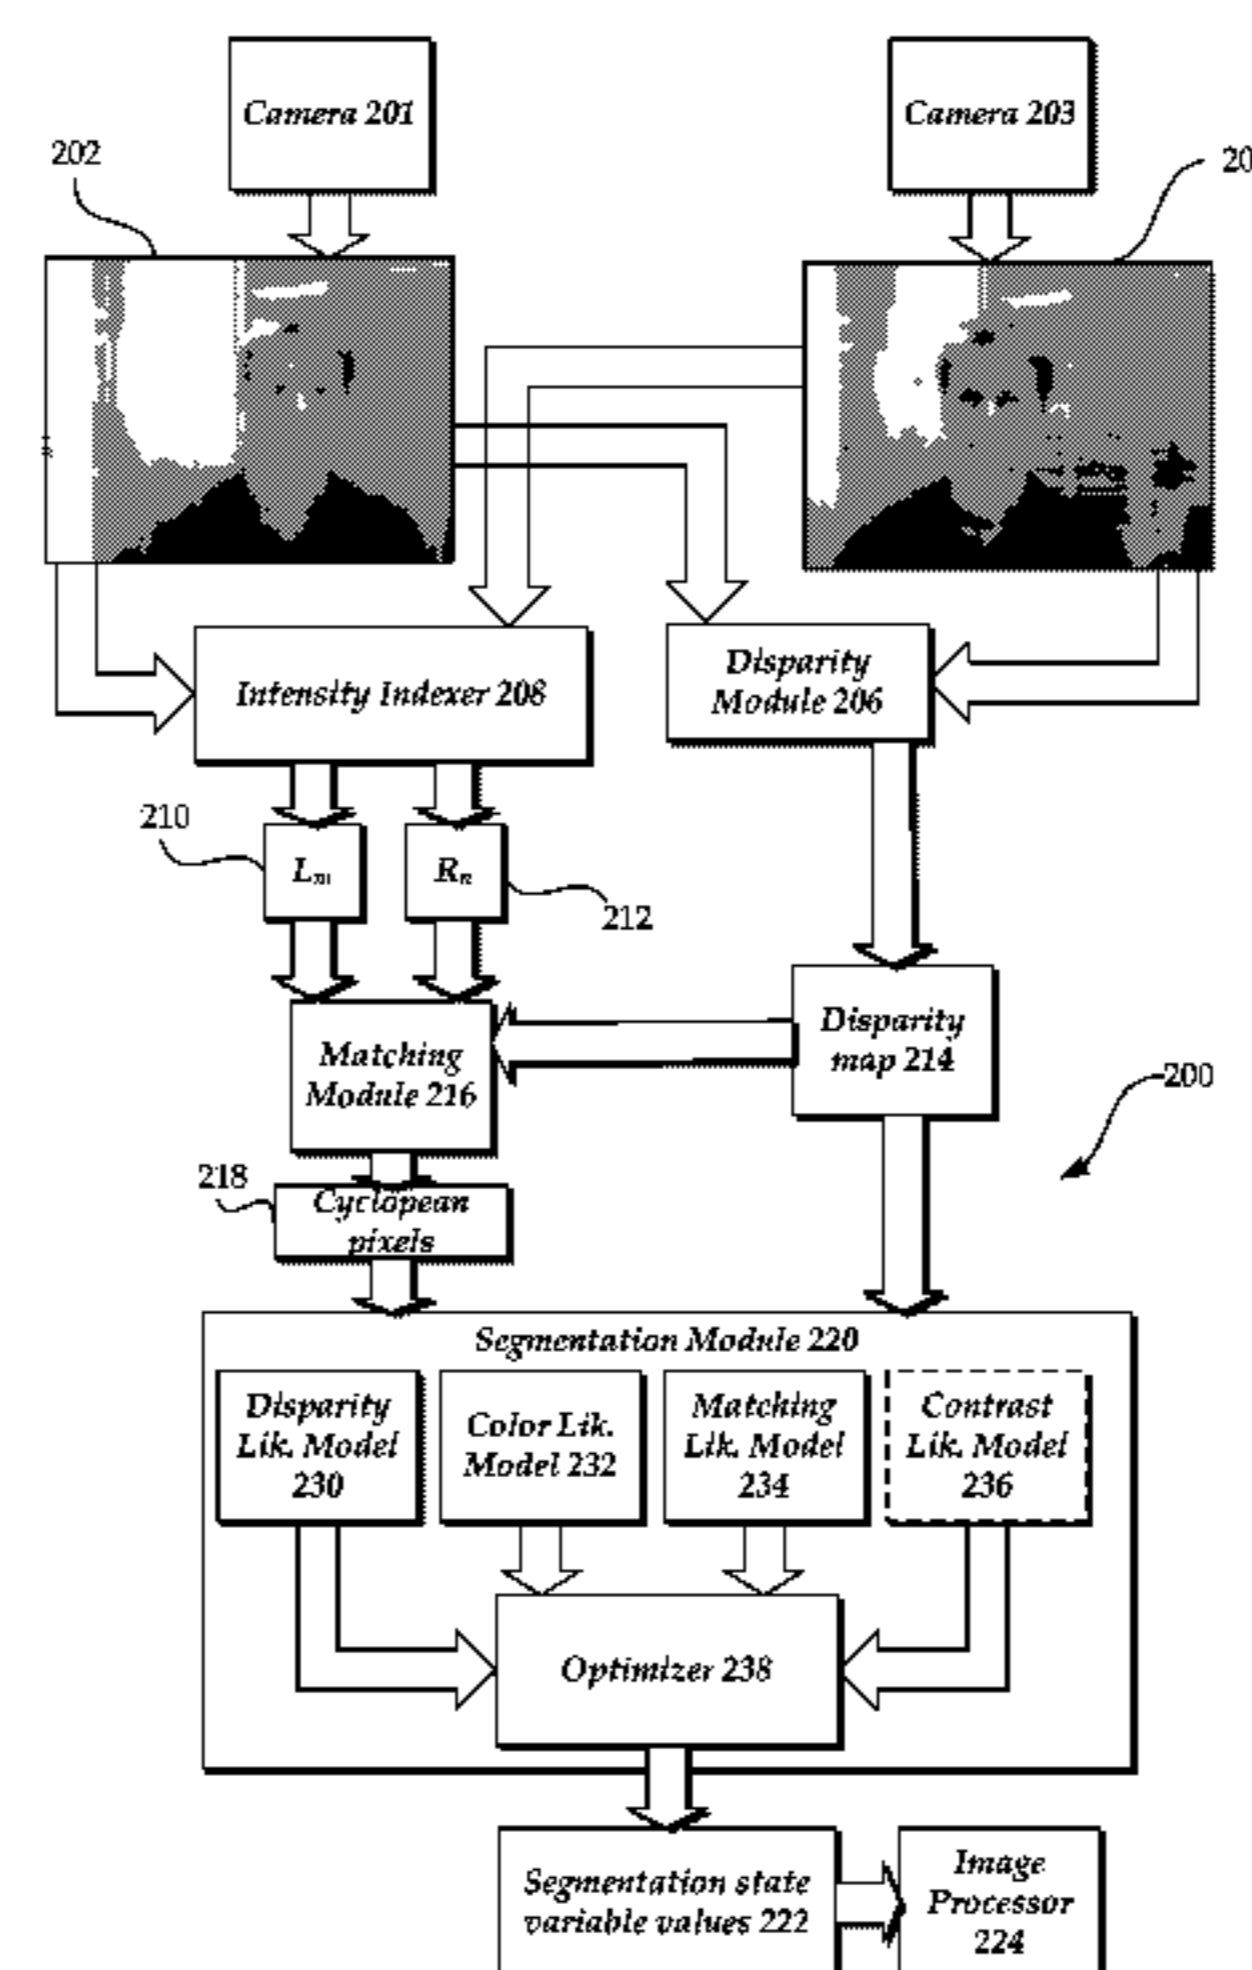 Camera 201
Camera 203
202
20
Intensity Indexer 208
Disparity
Module 206
210
Lm
Rn
212
Disparity
map 214
Matching
Module 216
200
218
Cyclopean
pixels
Segmentation Module 220
Disparity
Lik. Model
230
Color Lik.
Model 232
Matching
Lik. Model
234
Contrast
Lik. Model
236
Optimizer 238
Segmentation state
variable values 222
Image
Processor
224